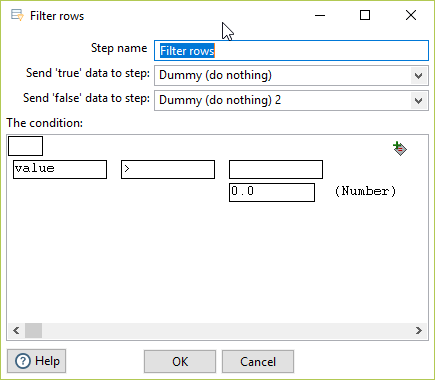 Filter rows
Step name Filter rows
Send 'true' data to step: Dummy (do nothing)
Send 'false' data to step: Dummy (do nothing) 2
The condition:
value >
0.0 (Number)
? Help OK Cancel